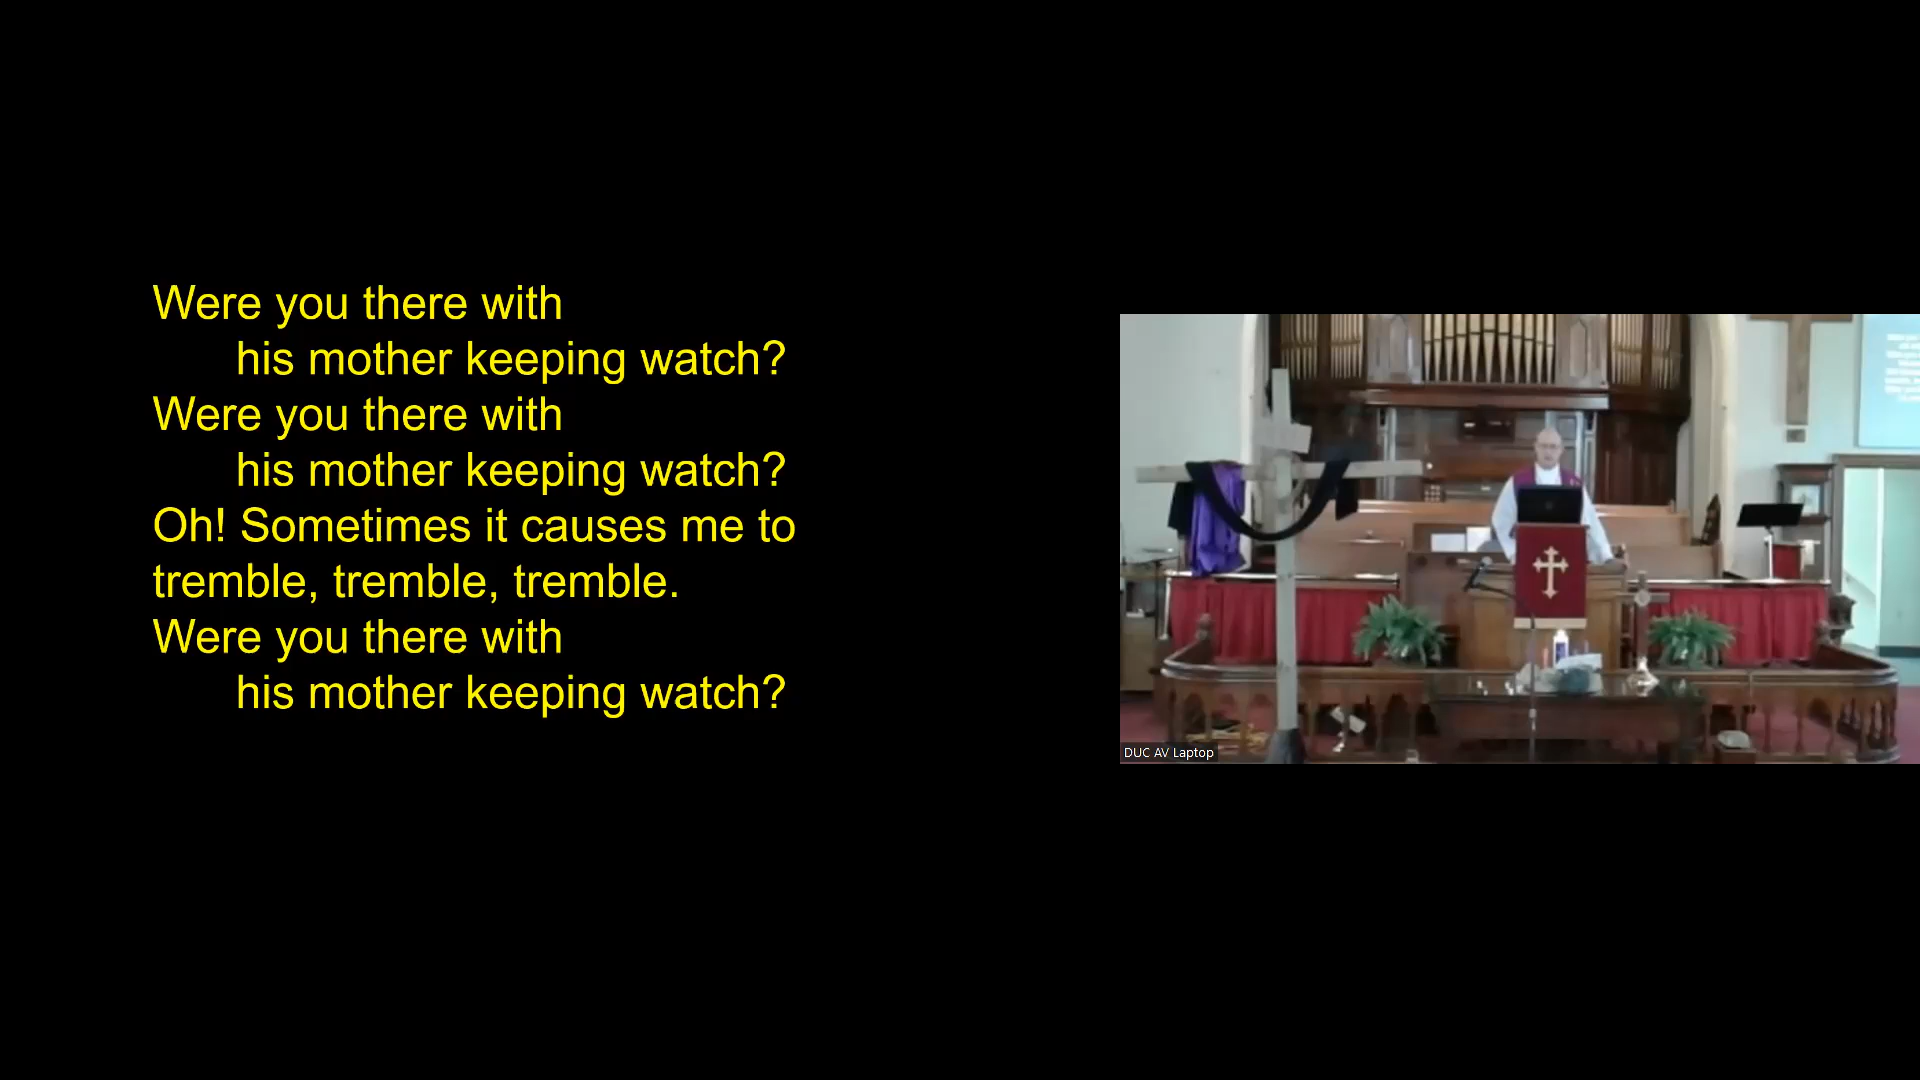 Were you there with
his mother keeping watch?
Were you there with
his mother keeping watch?
Oh! Sometimes it causes me to
tremble, tremble, tremble.
Were you there with
his mother keeping watch?
DUC AV Laptop